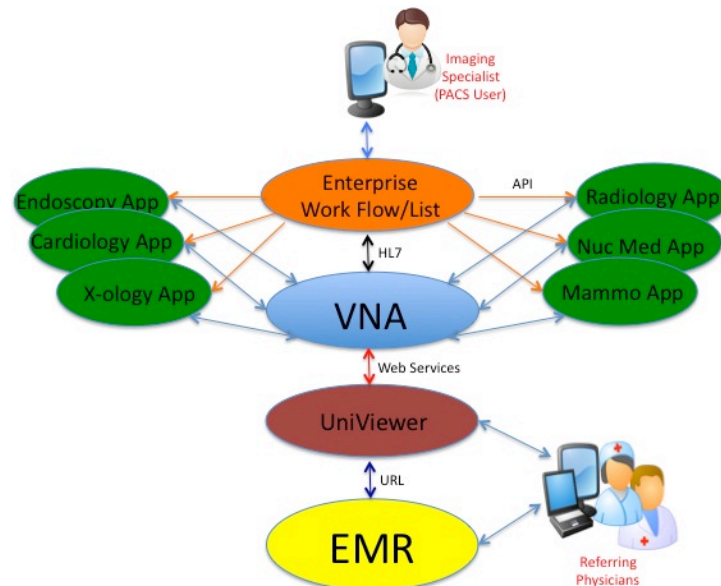 Imaging
Specialist
(PACS User)
Enterprise
Work Flow/List
API
Endoscopy App
Cardiology App
X-ology App
Radiology App
Nuc Med App
Mammo App
HL7
VNA
Web Services
UniViewer
URL
EMR
Referring
Physicians